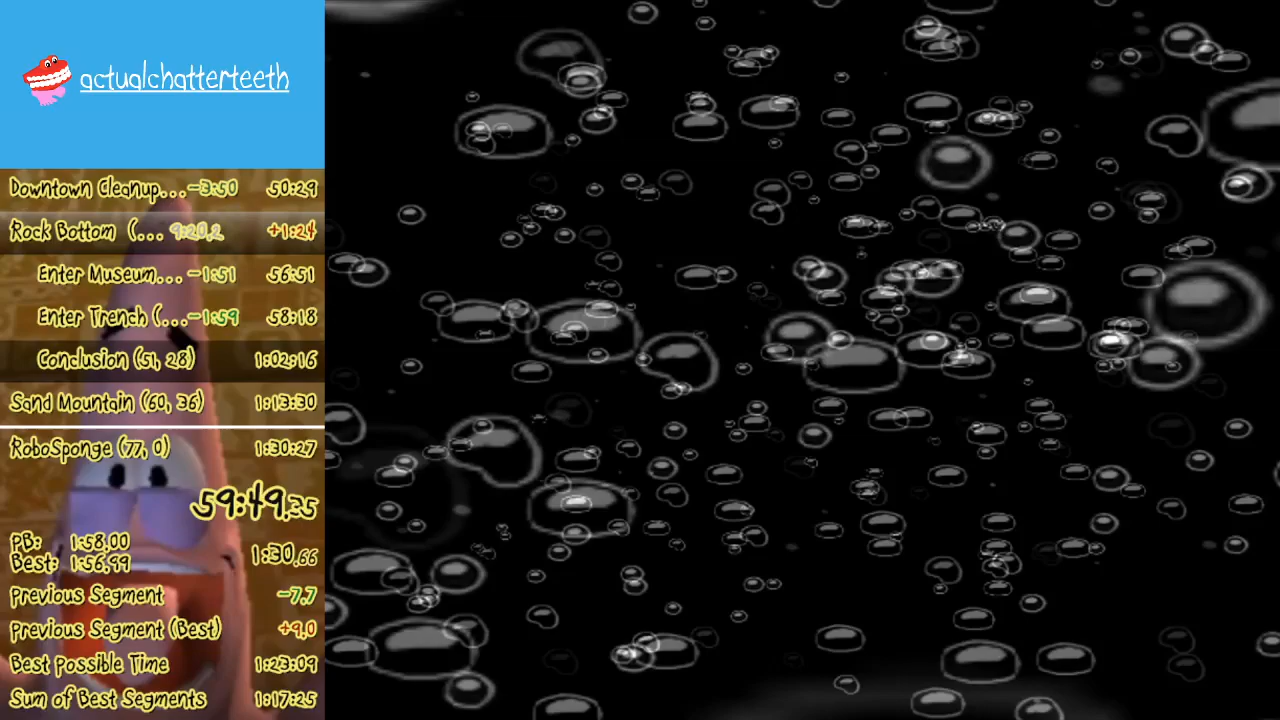 actualchatterteeth
Downtown Cleanup... -3:50 50:29
Rock Bottom (... 9:20.2 +1:24
Enter Museum... -1:51 56:51
Enter Trench (... -1:59 58:18
Conclusion (51, 28) 1:02:16
Sand Mountain (60, 36) 1:13:30
RoboSponge (77, 0) 1:30:27
59:49.35
PB: 1:58.00
Best: 1:56.99
1:30.66
Previous Segment -7.7
Previous Segment (Best) +9.0
Best Possible Time 1:23:09
Sum of Best Segments 1:17:25